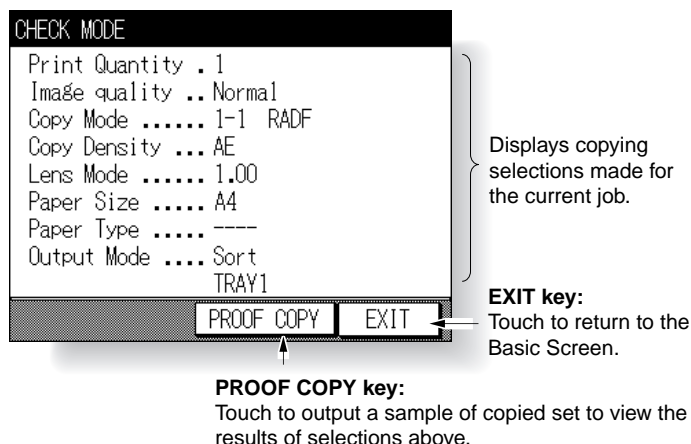 CHECK MODE
Print Quantity . 1
Image quality .. Normal
Copy Mode ...... 1-1 RADF
Copy Density ... AE
Lens Mode ...... 1.00
Paper Size ..... A4
Paper Type ..... ----
Output Mode .... Sort
TRAY1
PROOF COPY EXIT
Displays copying
selections made for
the current job.
EXIT key:
Touch to return to the
Basic Screen.
PROOF COPY key:
Touch to output a sample of copied set to view the
results of selections above.